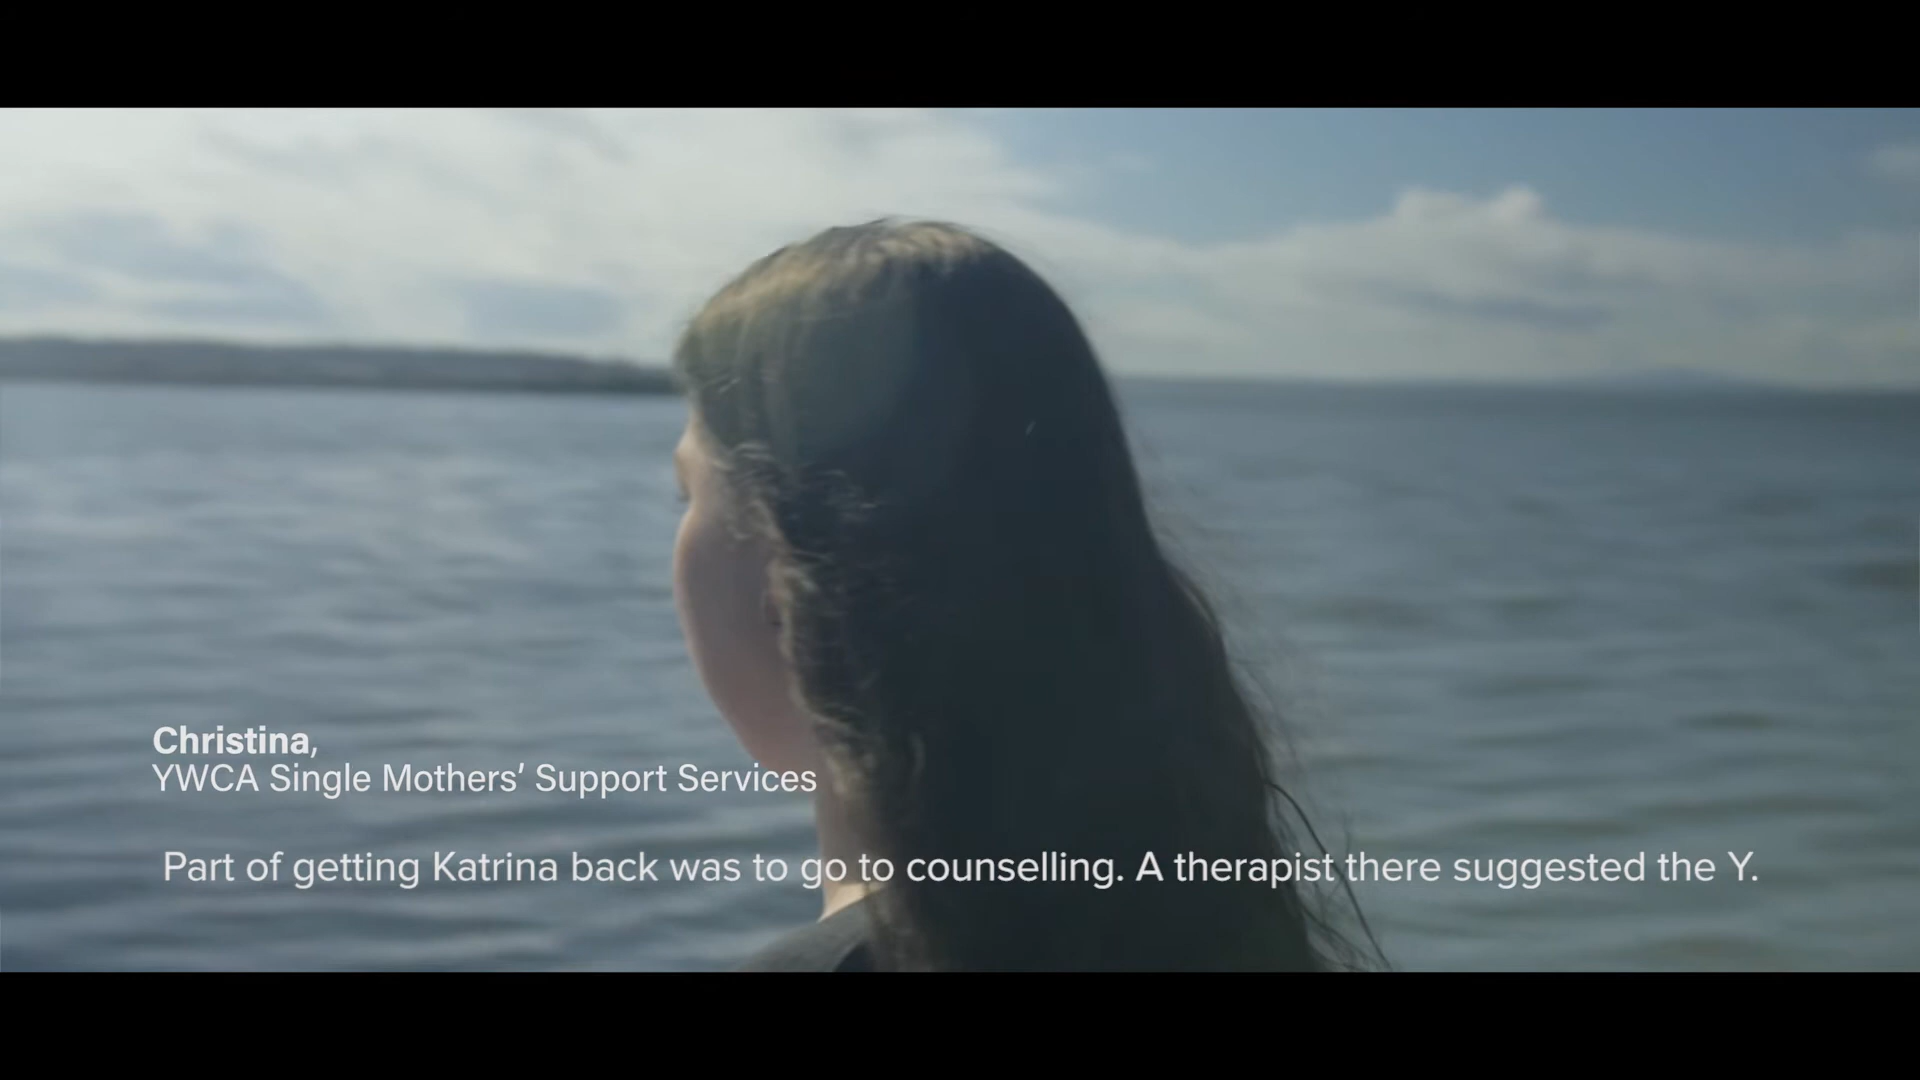 Christina,
YWCA Single Mothers’ Support Services
Part of getting Katrina back was to go to counselling. A therapist there suggested the Y.